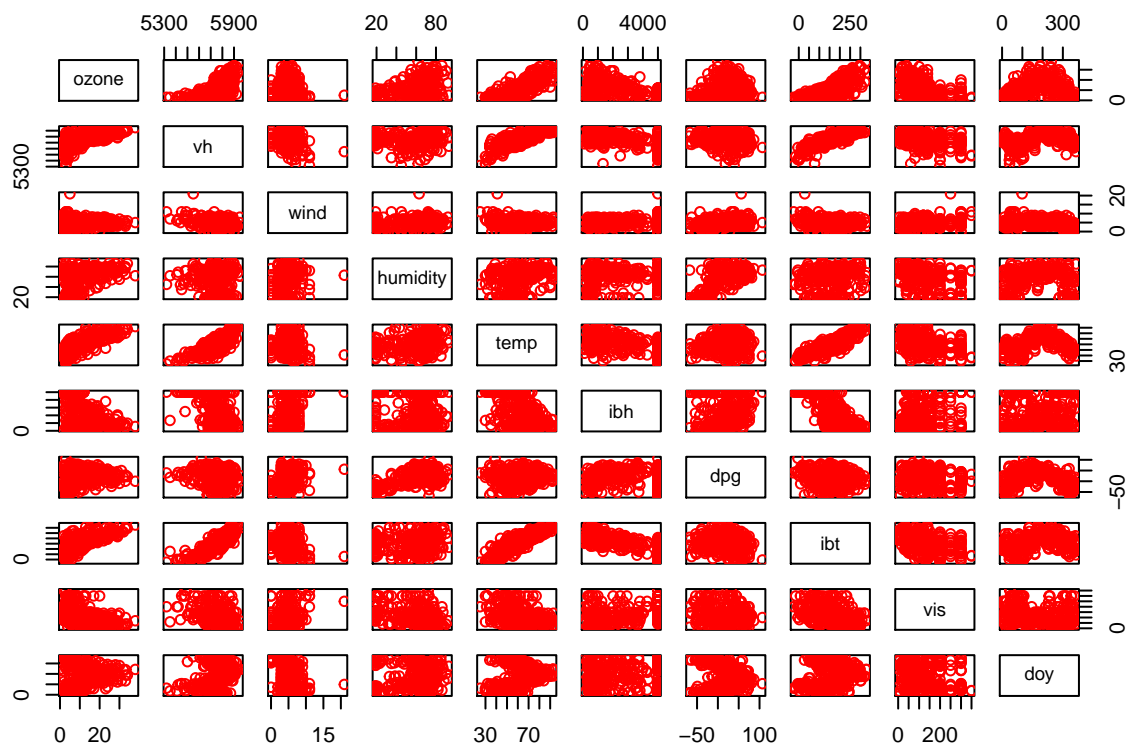 5300 5900 20 80 0 4000 0 250 0 300
ozone 0
5300 vh
wind 0 20
20 humidity
temp 30
0 ibh
dpg −50
0 ibt
vis 0
0 doy
0 20 0 15 30 70 −50 100 0 200